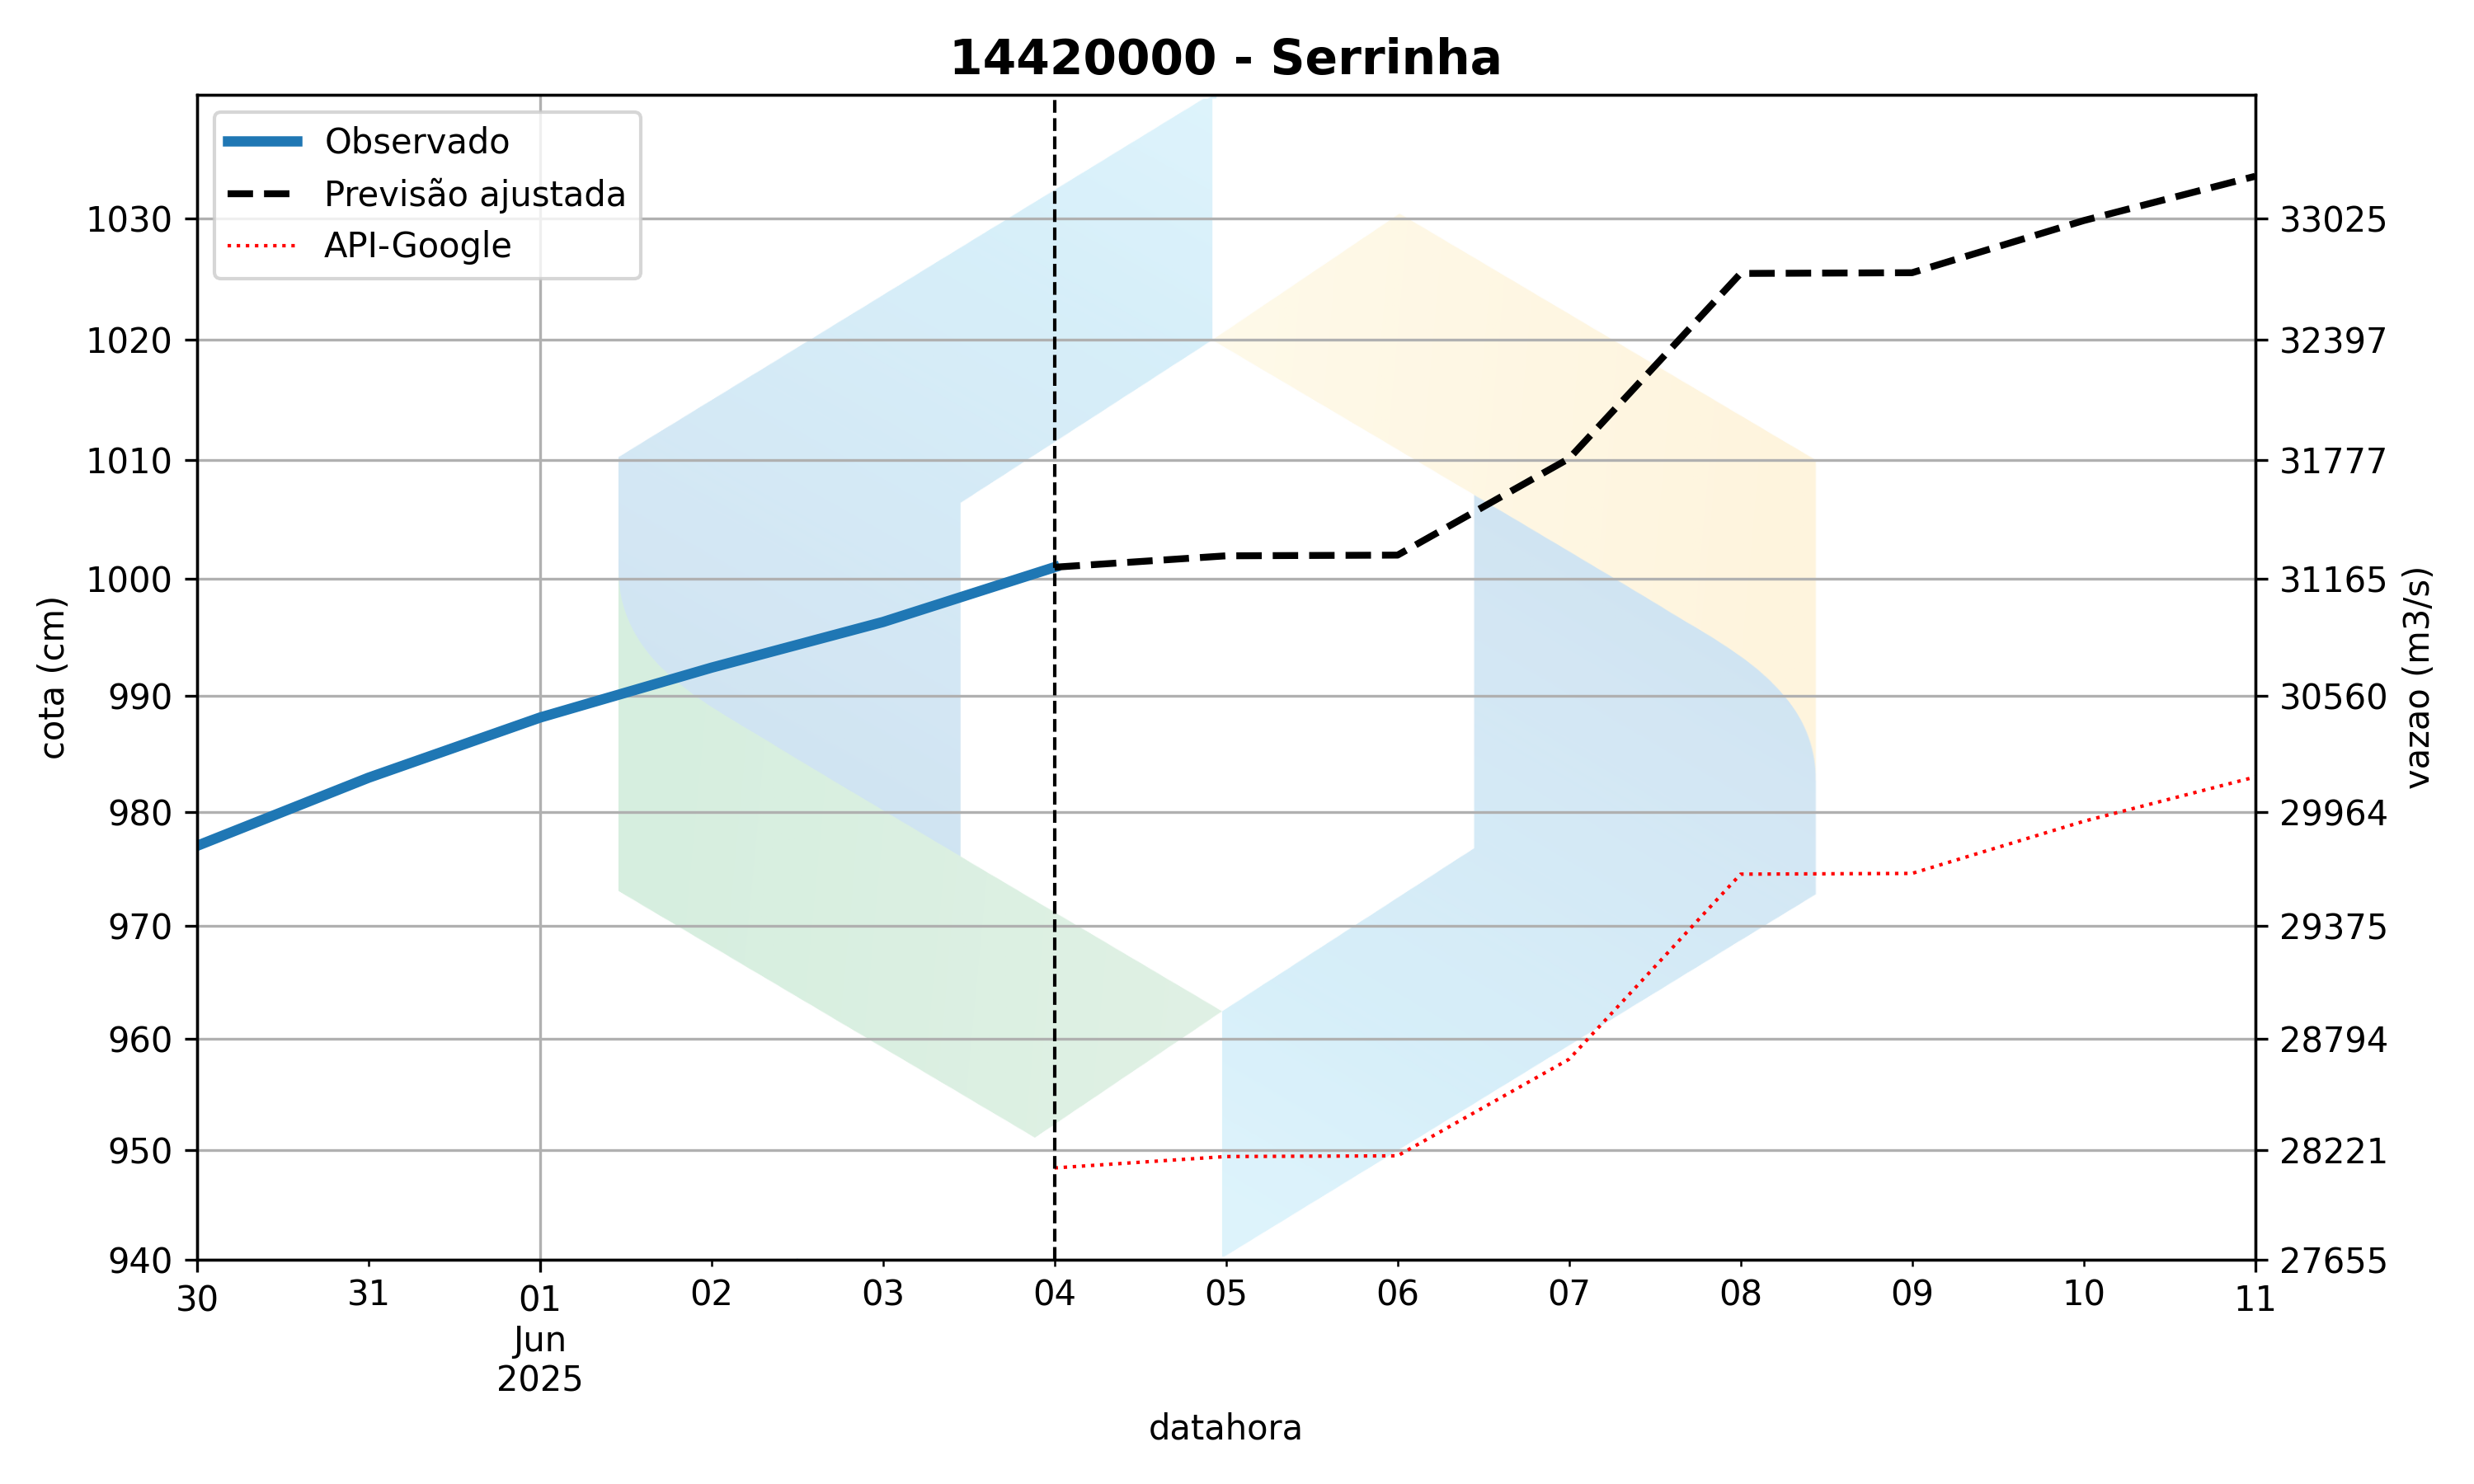 14420000 - Serrinha
Observado
Previsão ajustada
API-Google
1030
1020
1010
1000
990
980
970
960
950
940
cota (cm)
33025
32397
31777
31165
30560
29964
29375
28794
28221
27655
vazao (m3/s)
30 31 01 02 03 04 05 06 07 08 09 10 11
Jun
2025
datahora